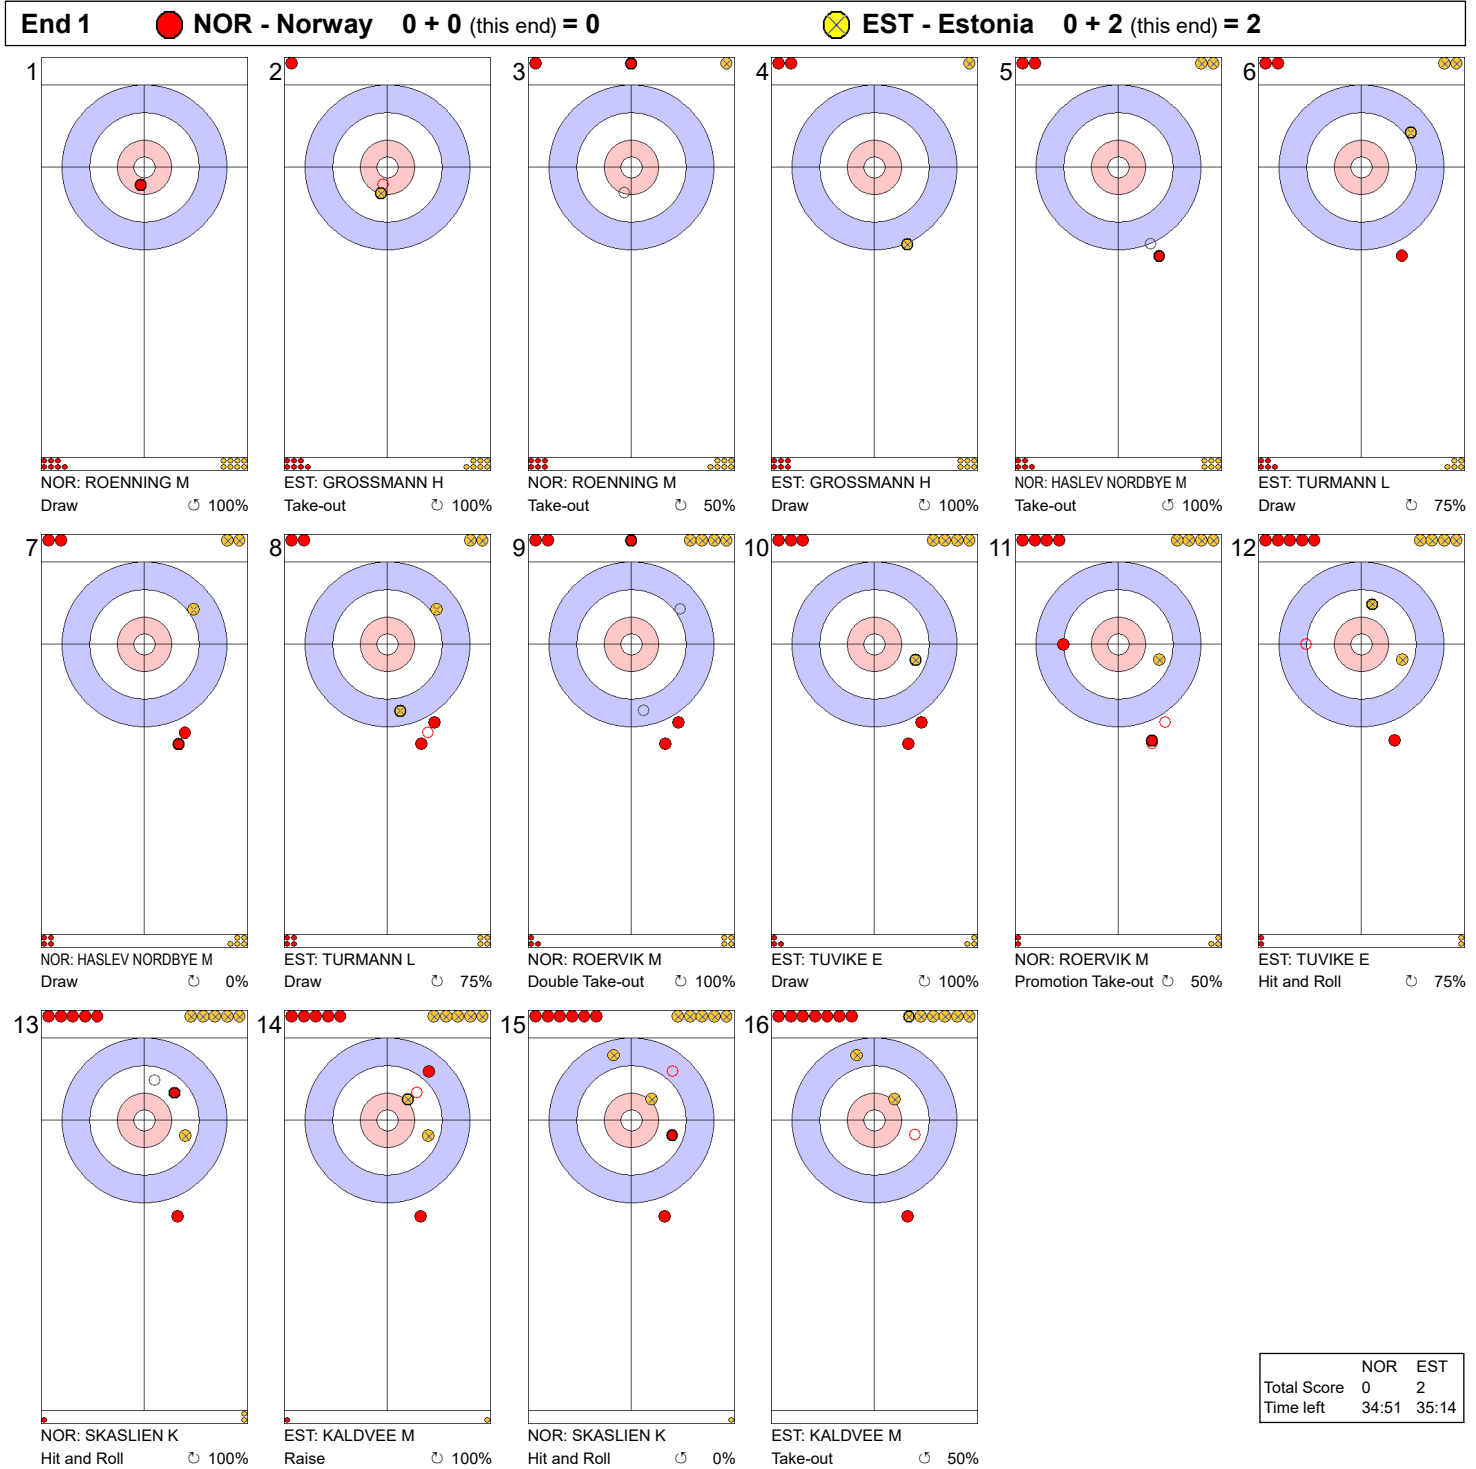 End 1 NOR - Norway 0 + 0 (this end) = 0 EST - Estonia 0 + 2 (this end) = 2
1 2 3 4 5 6
NOR: ROENNING M EST: GROSSMANN H NOR: ROENNING M EST: GROSSMANN H NOR: HASLEV NORDBYE M EST: TURMANN L
Draw 100% Take-out 100% Take-out 50% Draw 100% Take-out 100% Draw 75%
7 8 9 10 11 12
NOR: HASLEV NORDBYE M EST: TURMANN L NOR: ROERVIK M EST: TUVIKE E NOR: ROERVIK M EST: TUVIKE E
Draw 0% Draw 75% Double Take-out 100% Draw 100% Promotion Take-out 50% Hit and Roll 75%
13 14 15 16
NOR: SKASLIEN K EST: KALDVEE M NOR: SKASLIEN K EST: KALDVEE M
Hit and Roll 100% Raise 100% Hit and Roll 0% Take-out 50%
NOR EST
Total Score 0 2
Time left 34:51 35:14